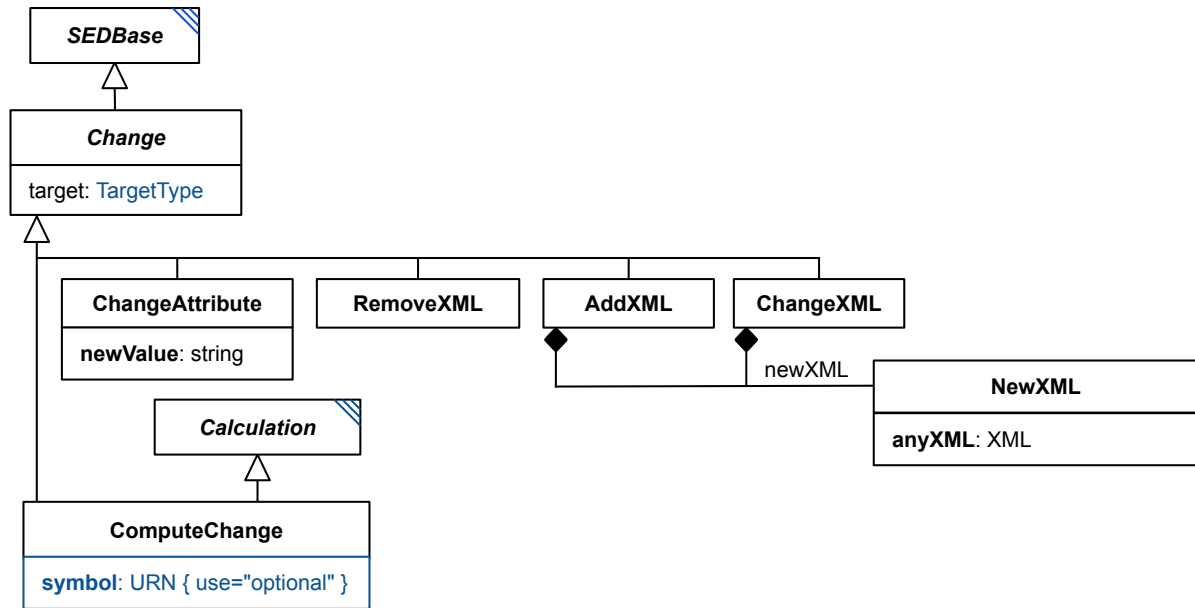 SEDBase
Change
target: TargetType
ChangeAttribute
newValue: string
RemoveXML
AddXML
ChangeXML
newXML
NewXML
anyXML: XML
Calculation
ComputeChange
symbol: URN { use="optional" }